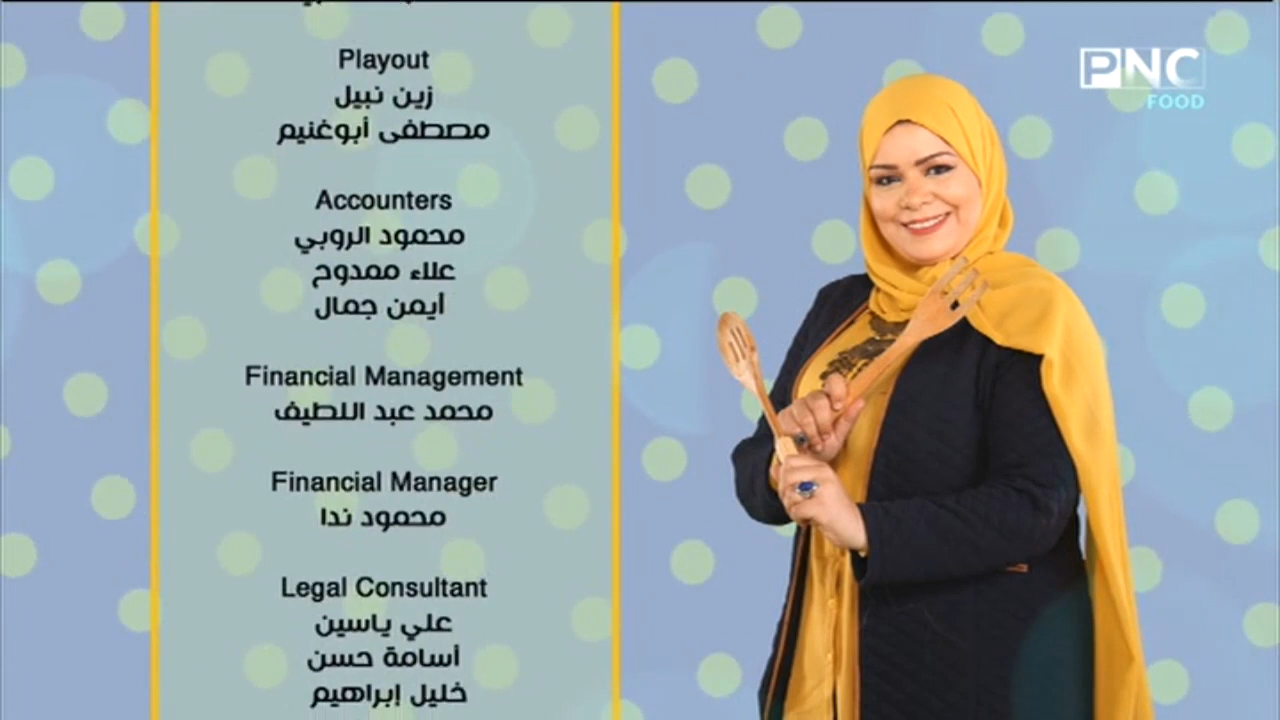 Playout
زين نبيل
مصطفى أبوغنيم
Accounters
محمود الروبي
علاء ممدوح
أيمن جمال
Financial Management
محمد عبد اللطيف
Financial Manager
محمود ندا
Legal Consultant
علي ياسين
أسامة حسن
خليل إبراهيم
PNC
FOOD